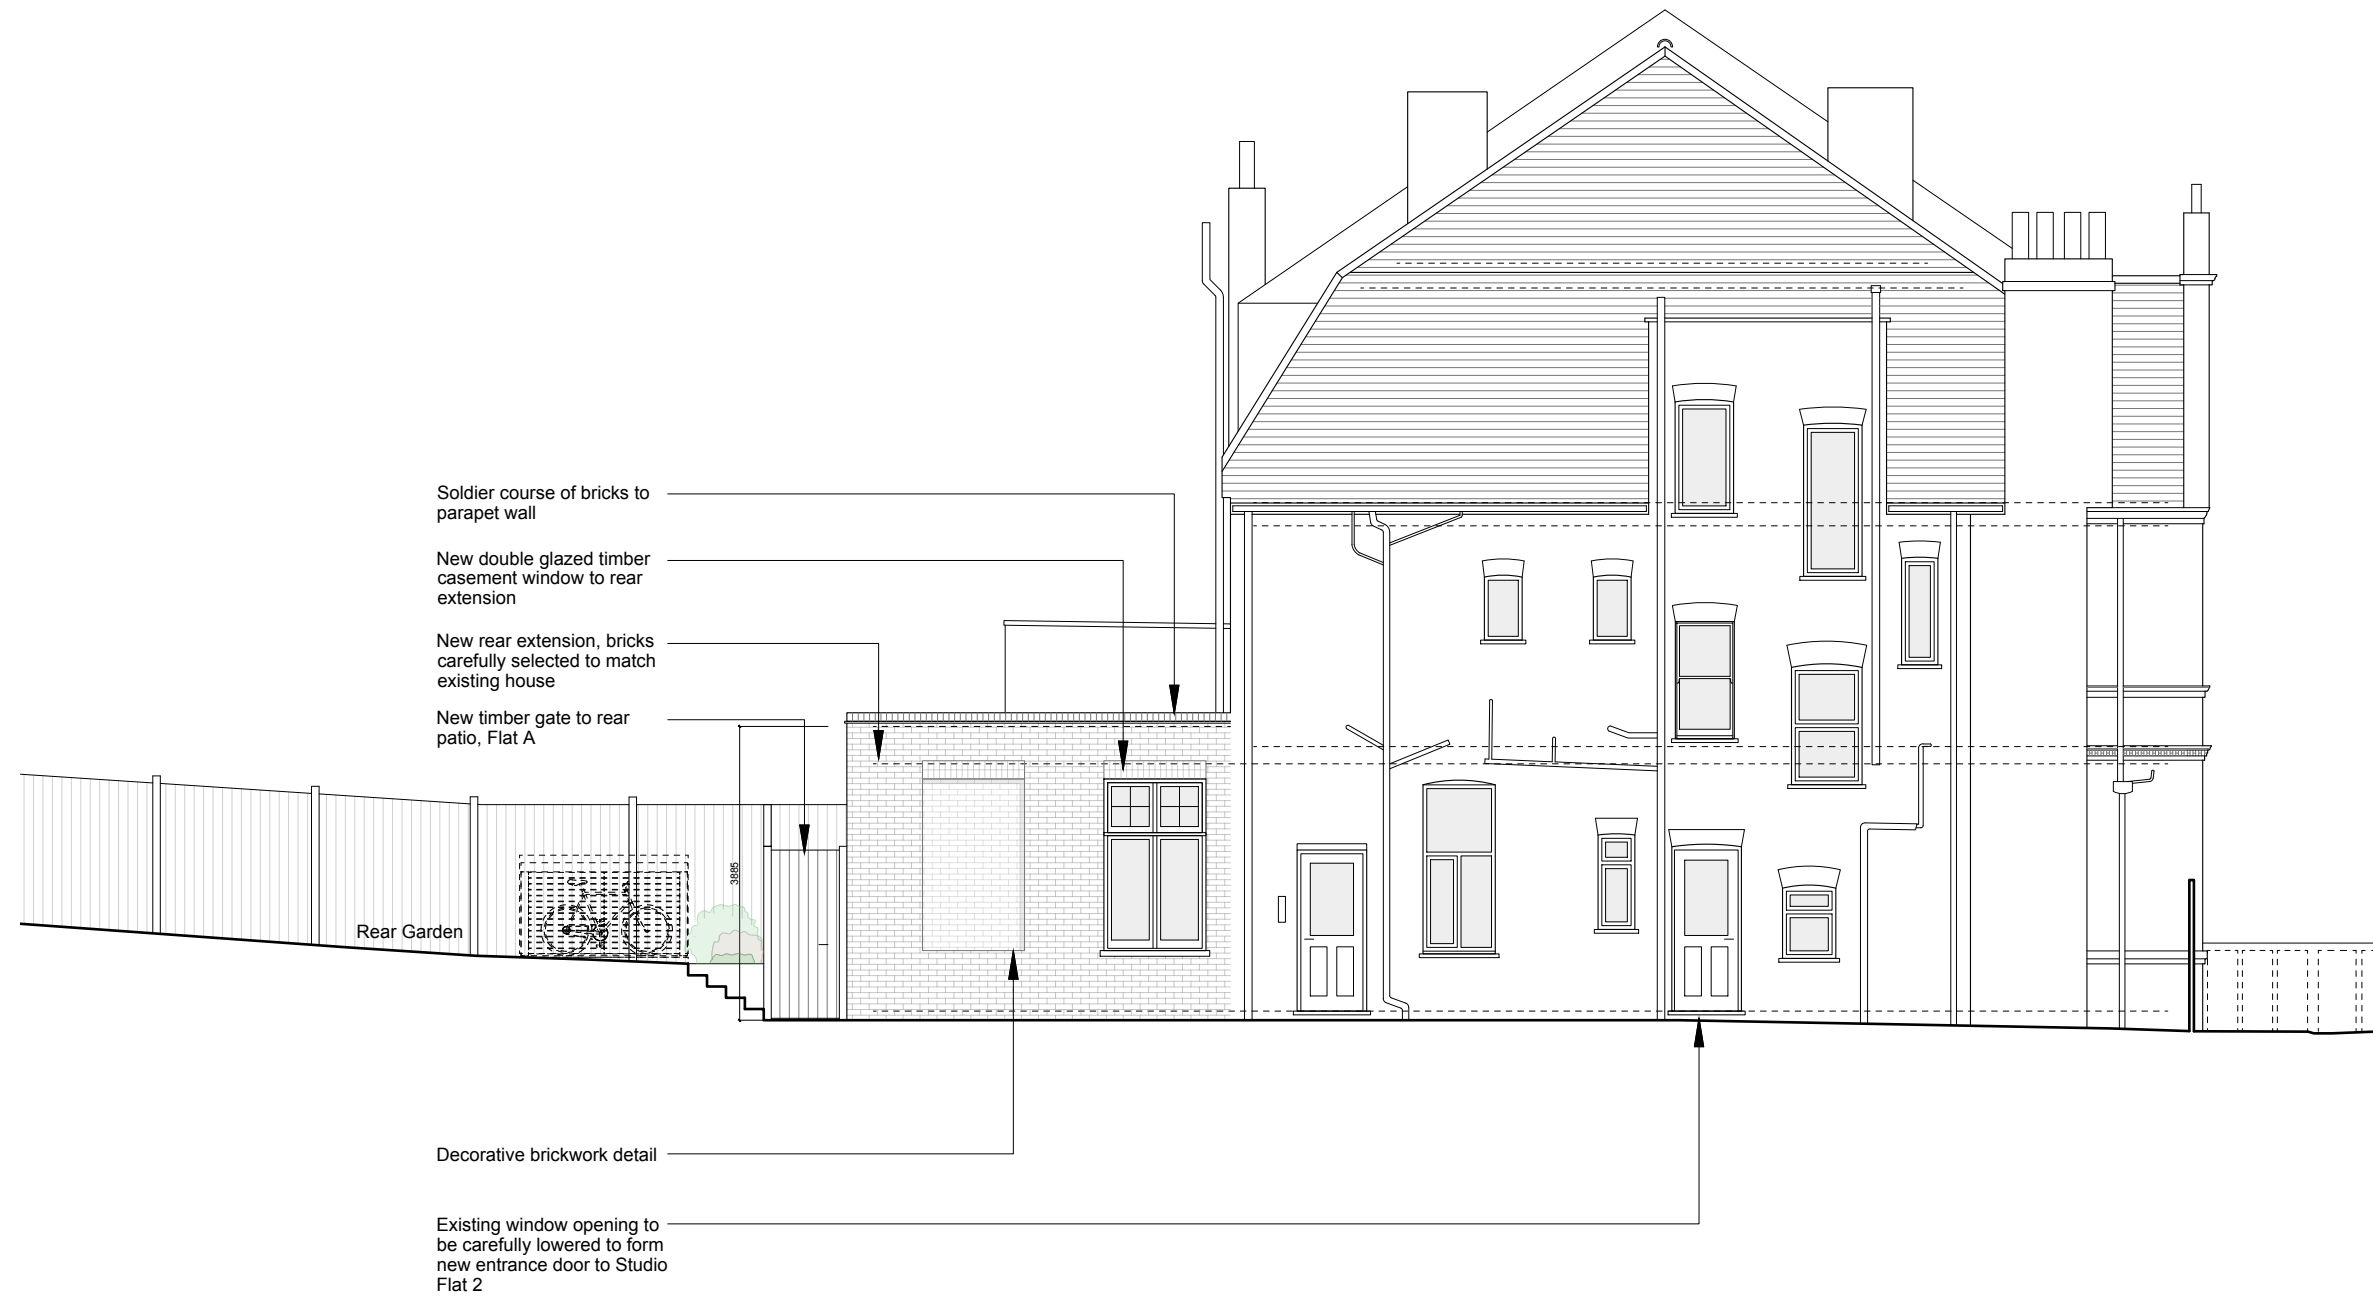 Soldier course of bricks to
parapet wall
New double glazed timber
casement window to rear
extension
New rear extension, bricks
carefully selected to match
existing house
New timber gate to rear
patio, Flat A
3885
Rear Garden
Decorative brickwork detail
Existing window opening to
be carefully lowered to form
new entrance door to Studio
Flat 2